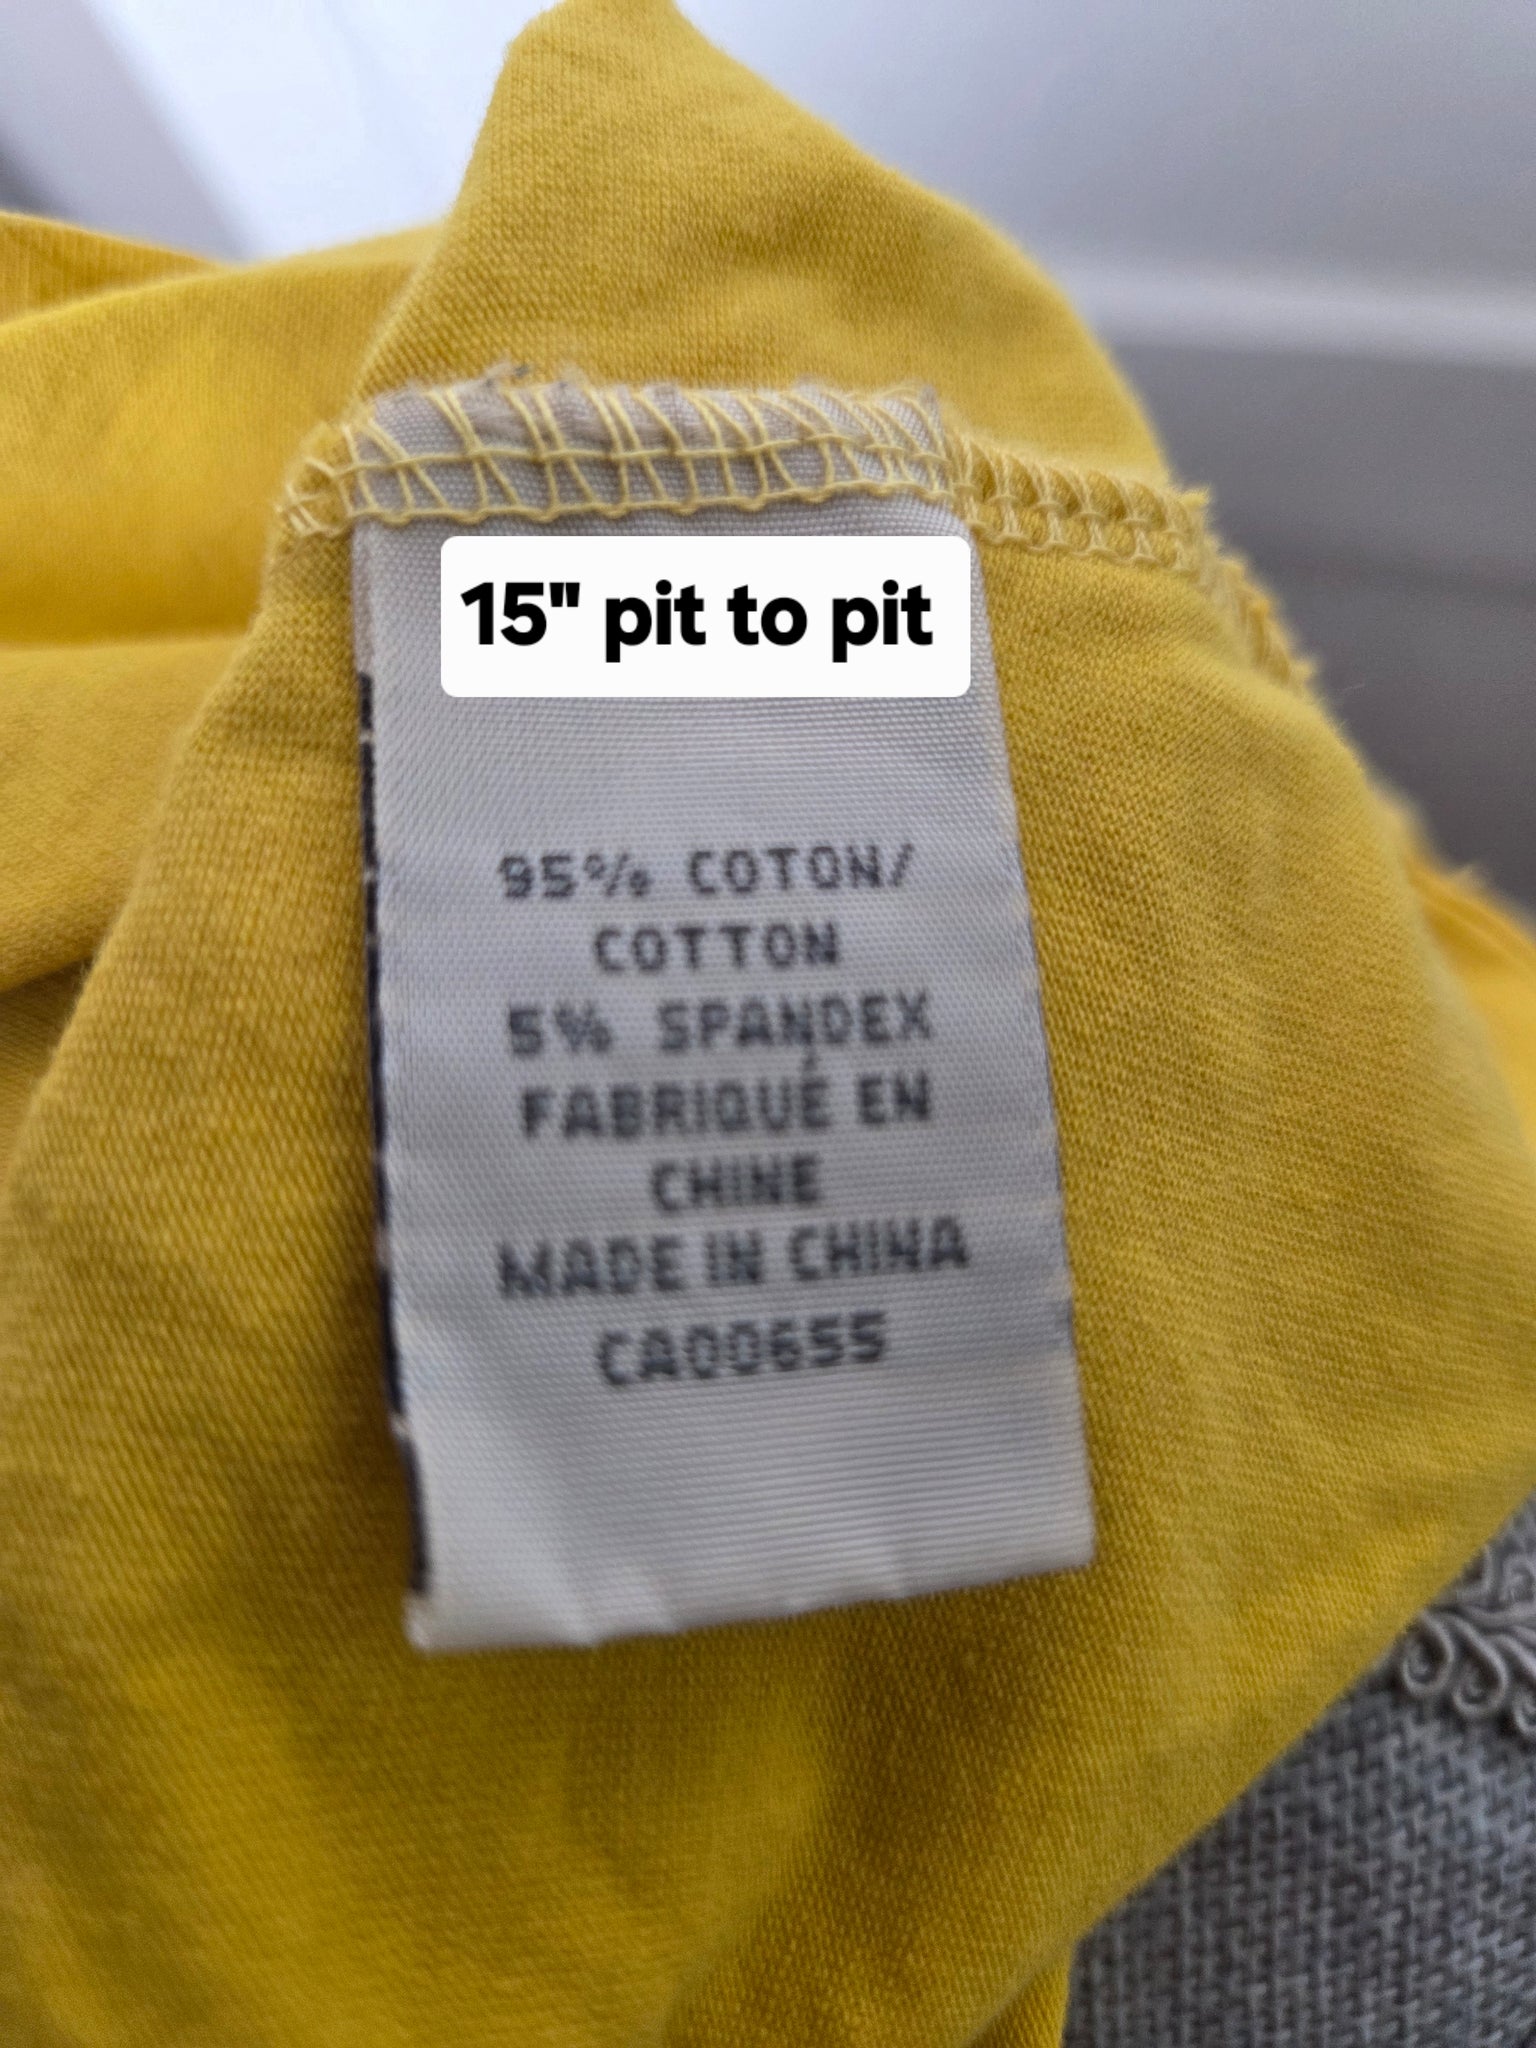 15" pit to pit
95% COTON/
COTTON
5% SPANDEX
FABRIQUÉ EN
CHINE
MADE IN CHINA
CA00655